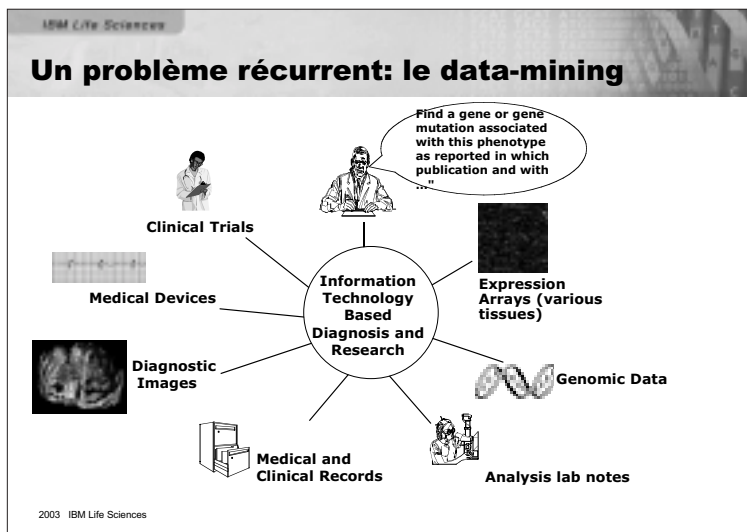 IBM Life Sciences
Un problème récurrent: le data-mining
Find a gene or gene
mutation associated
with this phenotype
as reported in which
publication and with
..."
Clinical Trials
Medical Devices
Diagnostic
Images
Information
Technology
Based
Diagnosis and
Research
Expression
Arrays (various
tissues)
Genomic Data
Medical and
Clinical Records
Analysis lab notes
2003 IBM Life Sciences